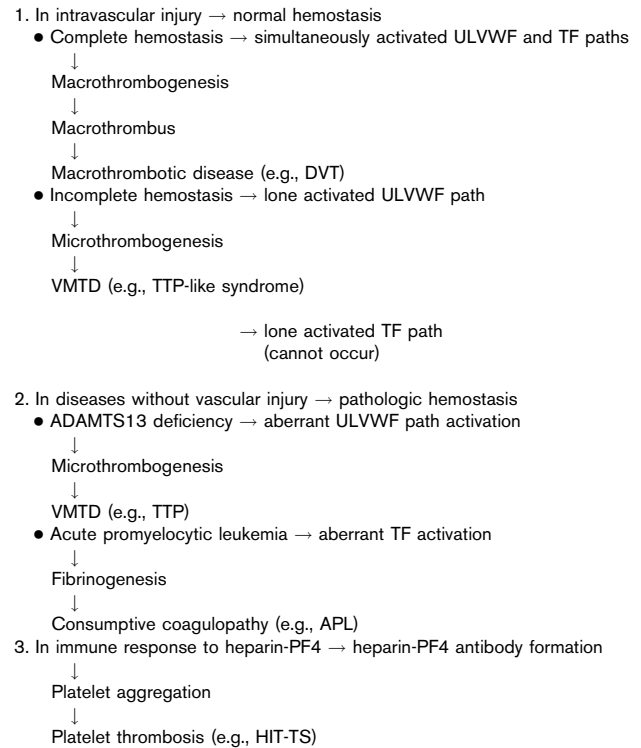 1. In intravascular injury → normal hemostasis
● Complete hemostasis → simultaneously activated ULVWF and TF paths
↓
Macrothrombogenesis
↓
Macrothrombus
↓
Macrothrombotic disease (e.g., DVT)
● Incomplete hemostasis → lone activated ULVWF path
↓
Microthrombogenesis
↓
VMTD (e.g., TTP-like syndrome)
→ lone activated TF path
(cannot occur)
2. In diseases without vascular injury → pathologic hemostasis
● ADAMTS13 deficiency → aberrant ULVWF path activation
↓
Microthrombogenesis
↓
VMTD (e.g., TTP)
● Acute promyelocytic leukemia → aberrant TF activation
↓
Fibrinogenesis
↓
Consumptive coagulopathy (e.g., APL)
3. In immune response to heparin-PF4 → heparin-PF4 antibody formation
↓
Platelet aggregation
↓
Platelet thrombosis (e.g., HIT-TS)